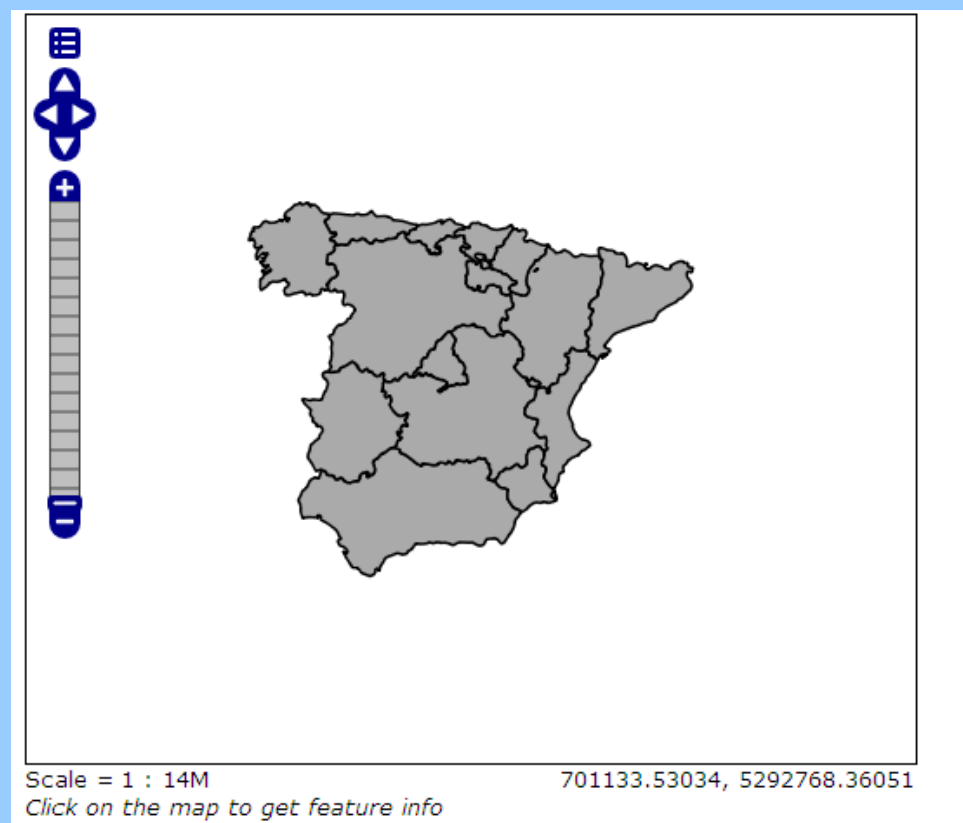 Scale = 1 : 14M 701133.53034, 5292768.36051
Click on the map to get feature info